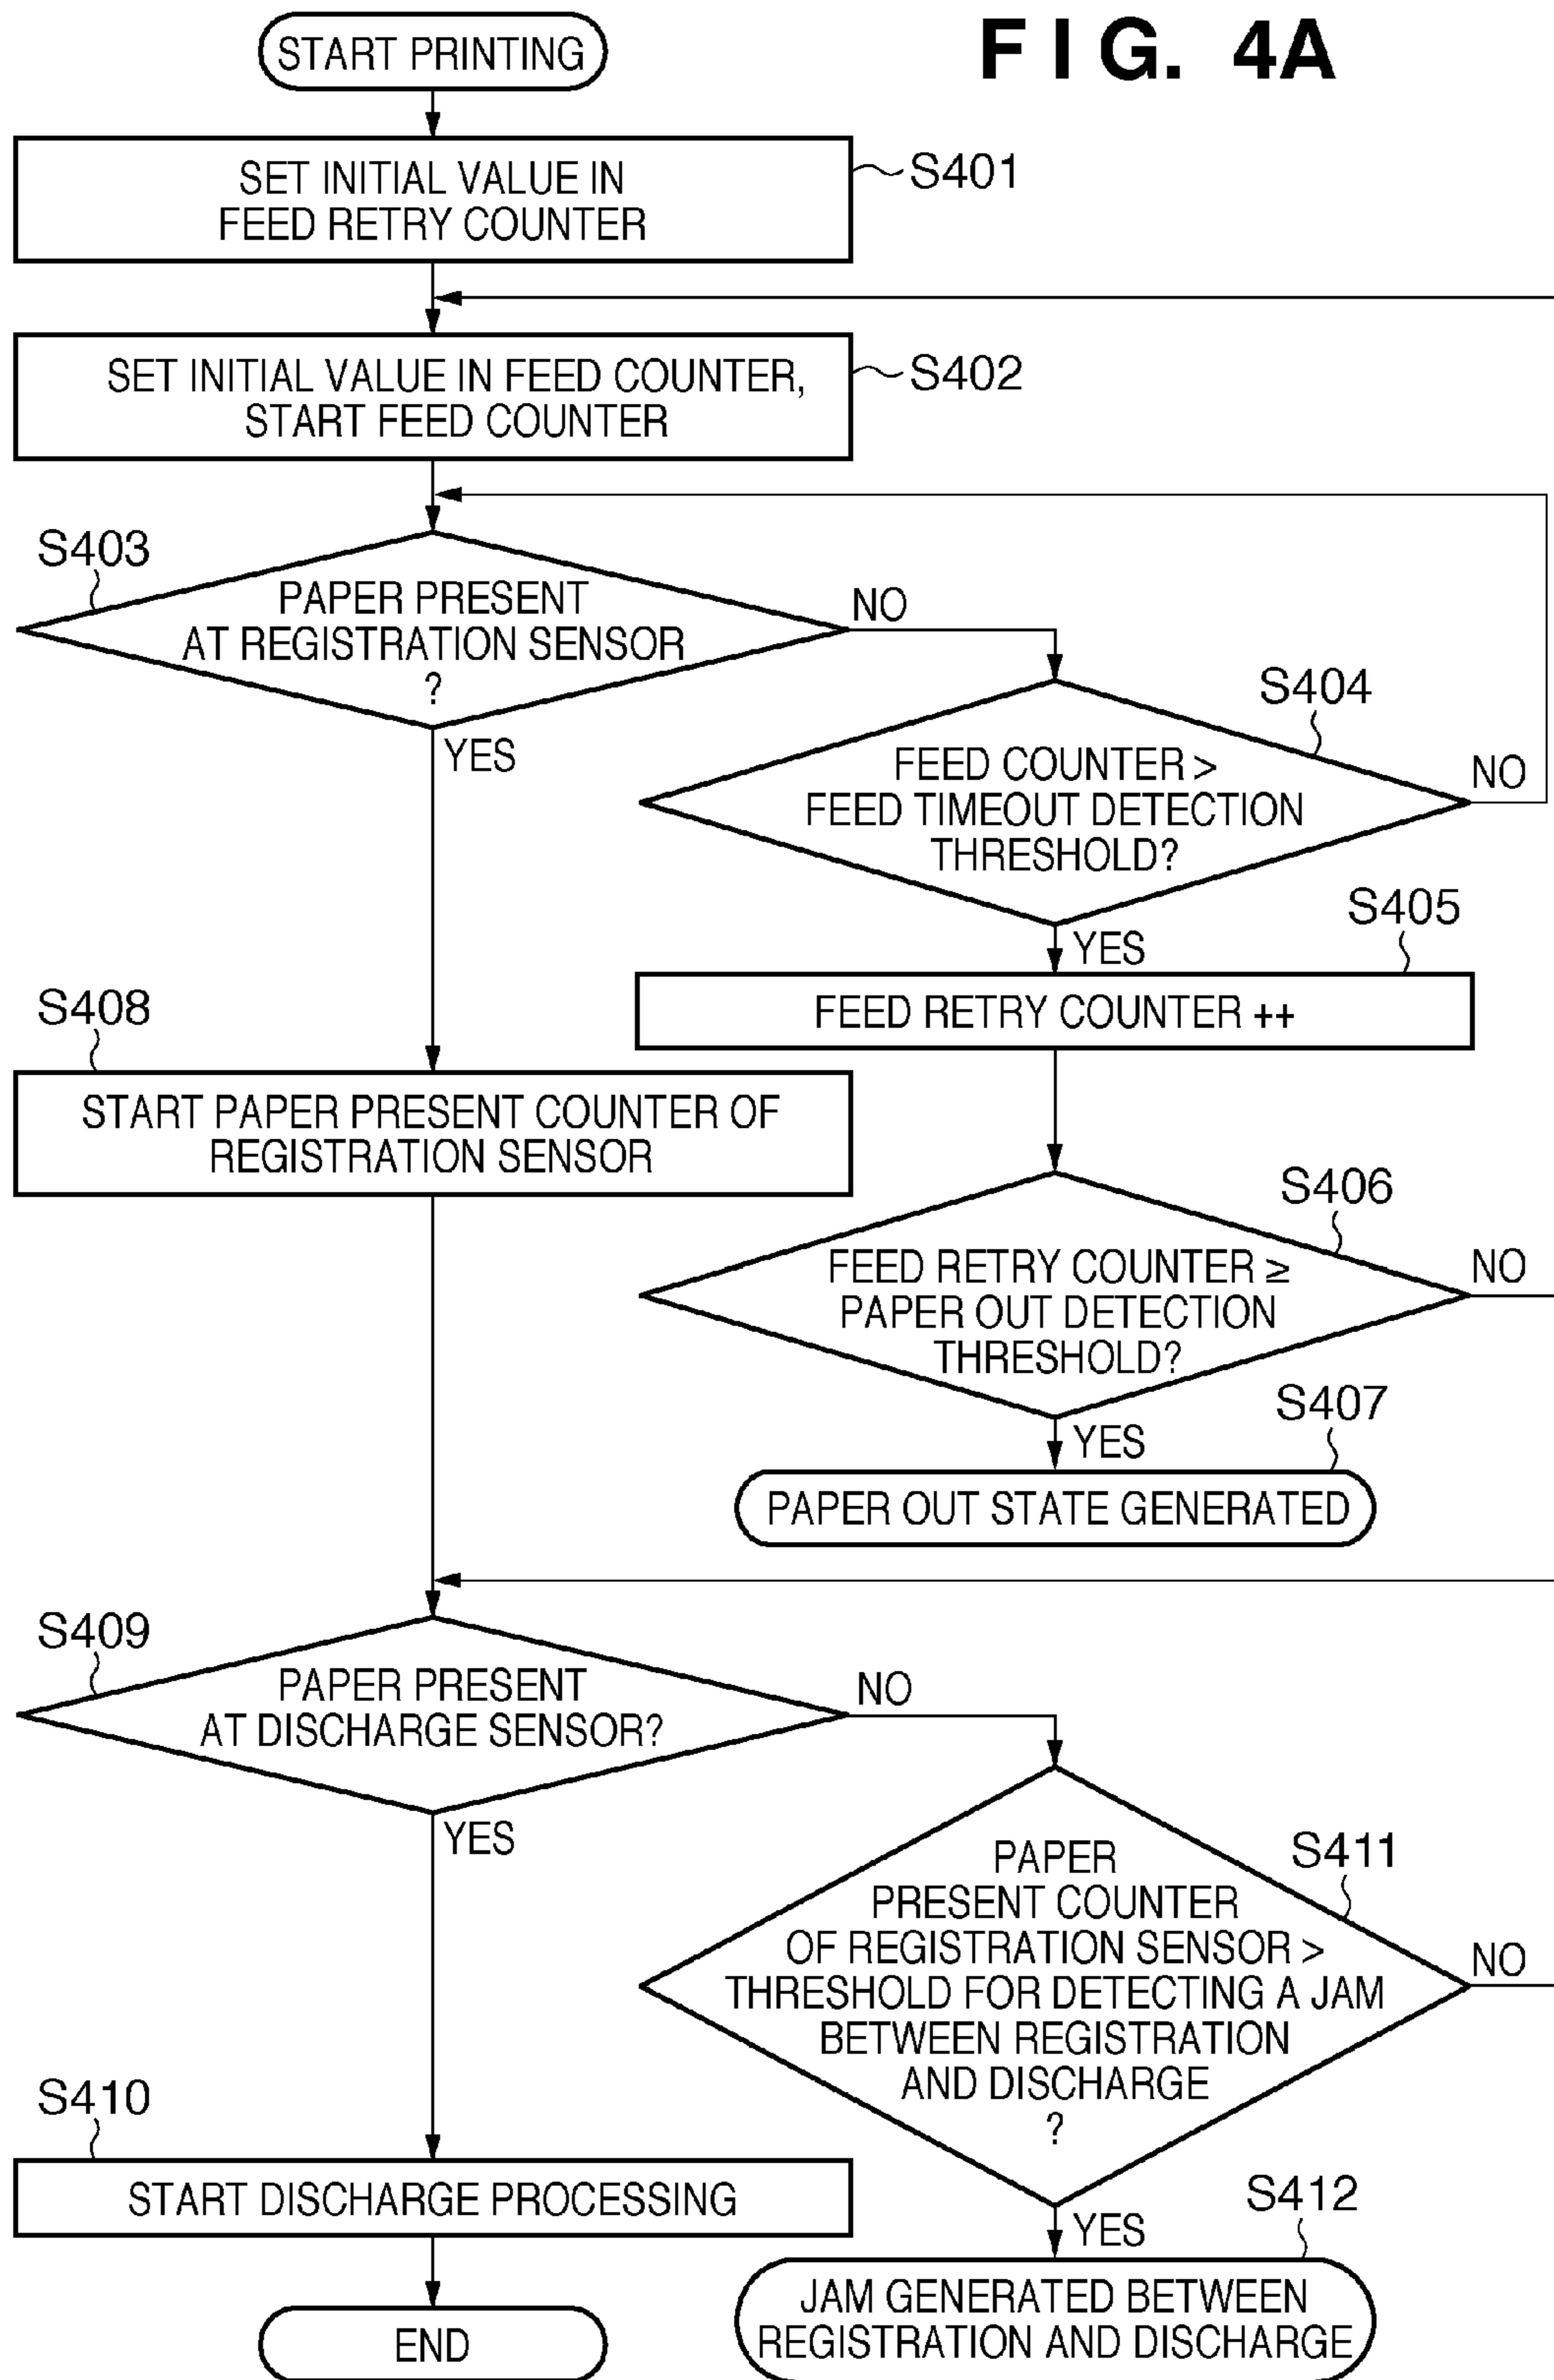 FIG. 4A
START PRINTING
SET INITIAL VALUE IN
FEED RETRY COUNTER
S401
SET INITIAL VALUE IN FEED COUNTER,
START FEED COUNTER
S402
S403
PAPER PRESENT
AT REGISTRATION SENSOR
?
NO
YES
S404
FEED COUNTER >
FEED TIMEOUT DETECTION
THRESHOLD?
NO
YES
S405
FEED RETRY COUNTER ++
S408
START PAPER PRESENT COUNTER OF
REGISTRATION SENSOR
S406
FEED RETRY COUNTER ≥
PAPER OUT DETECTION
THRESHOLD?
NO
YES
S407
PAPER OUT STATE GENERATED
S409
PAPER PRESENT
AT DISCHARGE SENSOR?
NO
YES
S411
PAPER
PRESENT COUNTER
OF REGISTRATION SENSOR >
THRESHOLD FOR DETECTING A JAM
BETWEEN REGISTRATION
AND DISCHARGE
?
NO
YES
S410
START DISCHARGE PROCESSING
S412
JAM GENERATED BETWEEN
REGISTRATION AND DISCHARGE
END